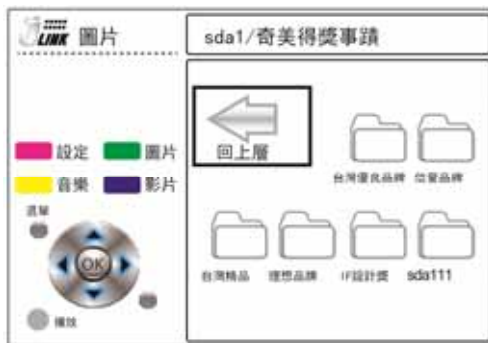 LINK 圖片
sda1/奇美得獎事蹟
回上層
台灣優良品牌
信譽品牌
設定
圖片
音樂
影片
選單
OK
播放
台灣精品
理想品牌
IF設計獎
sda111